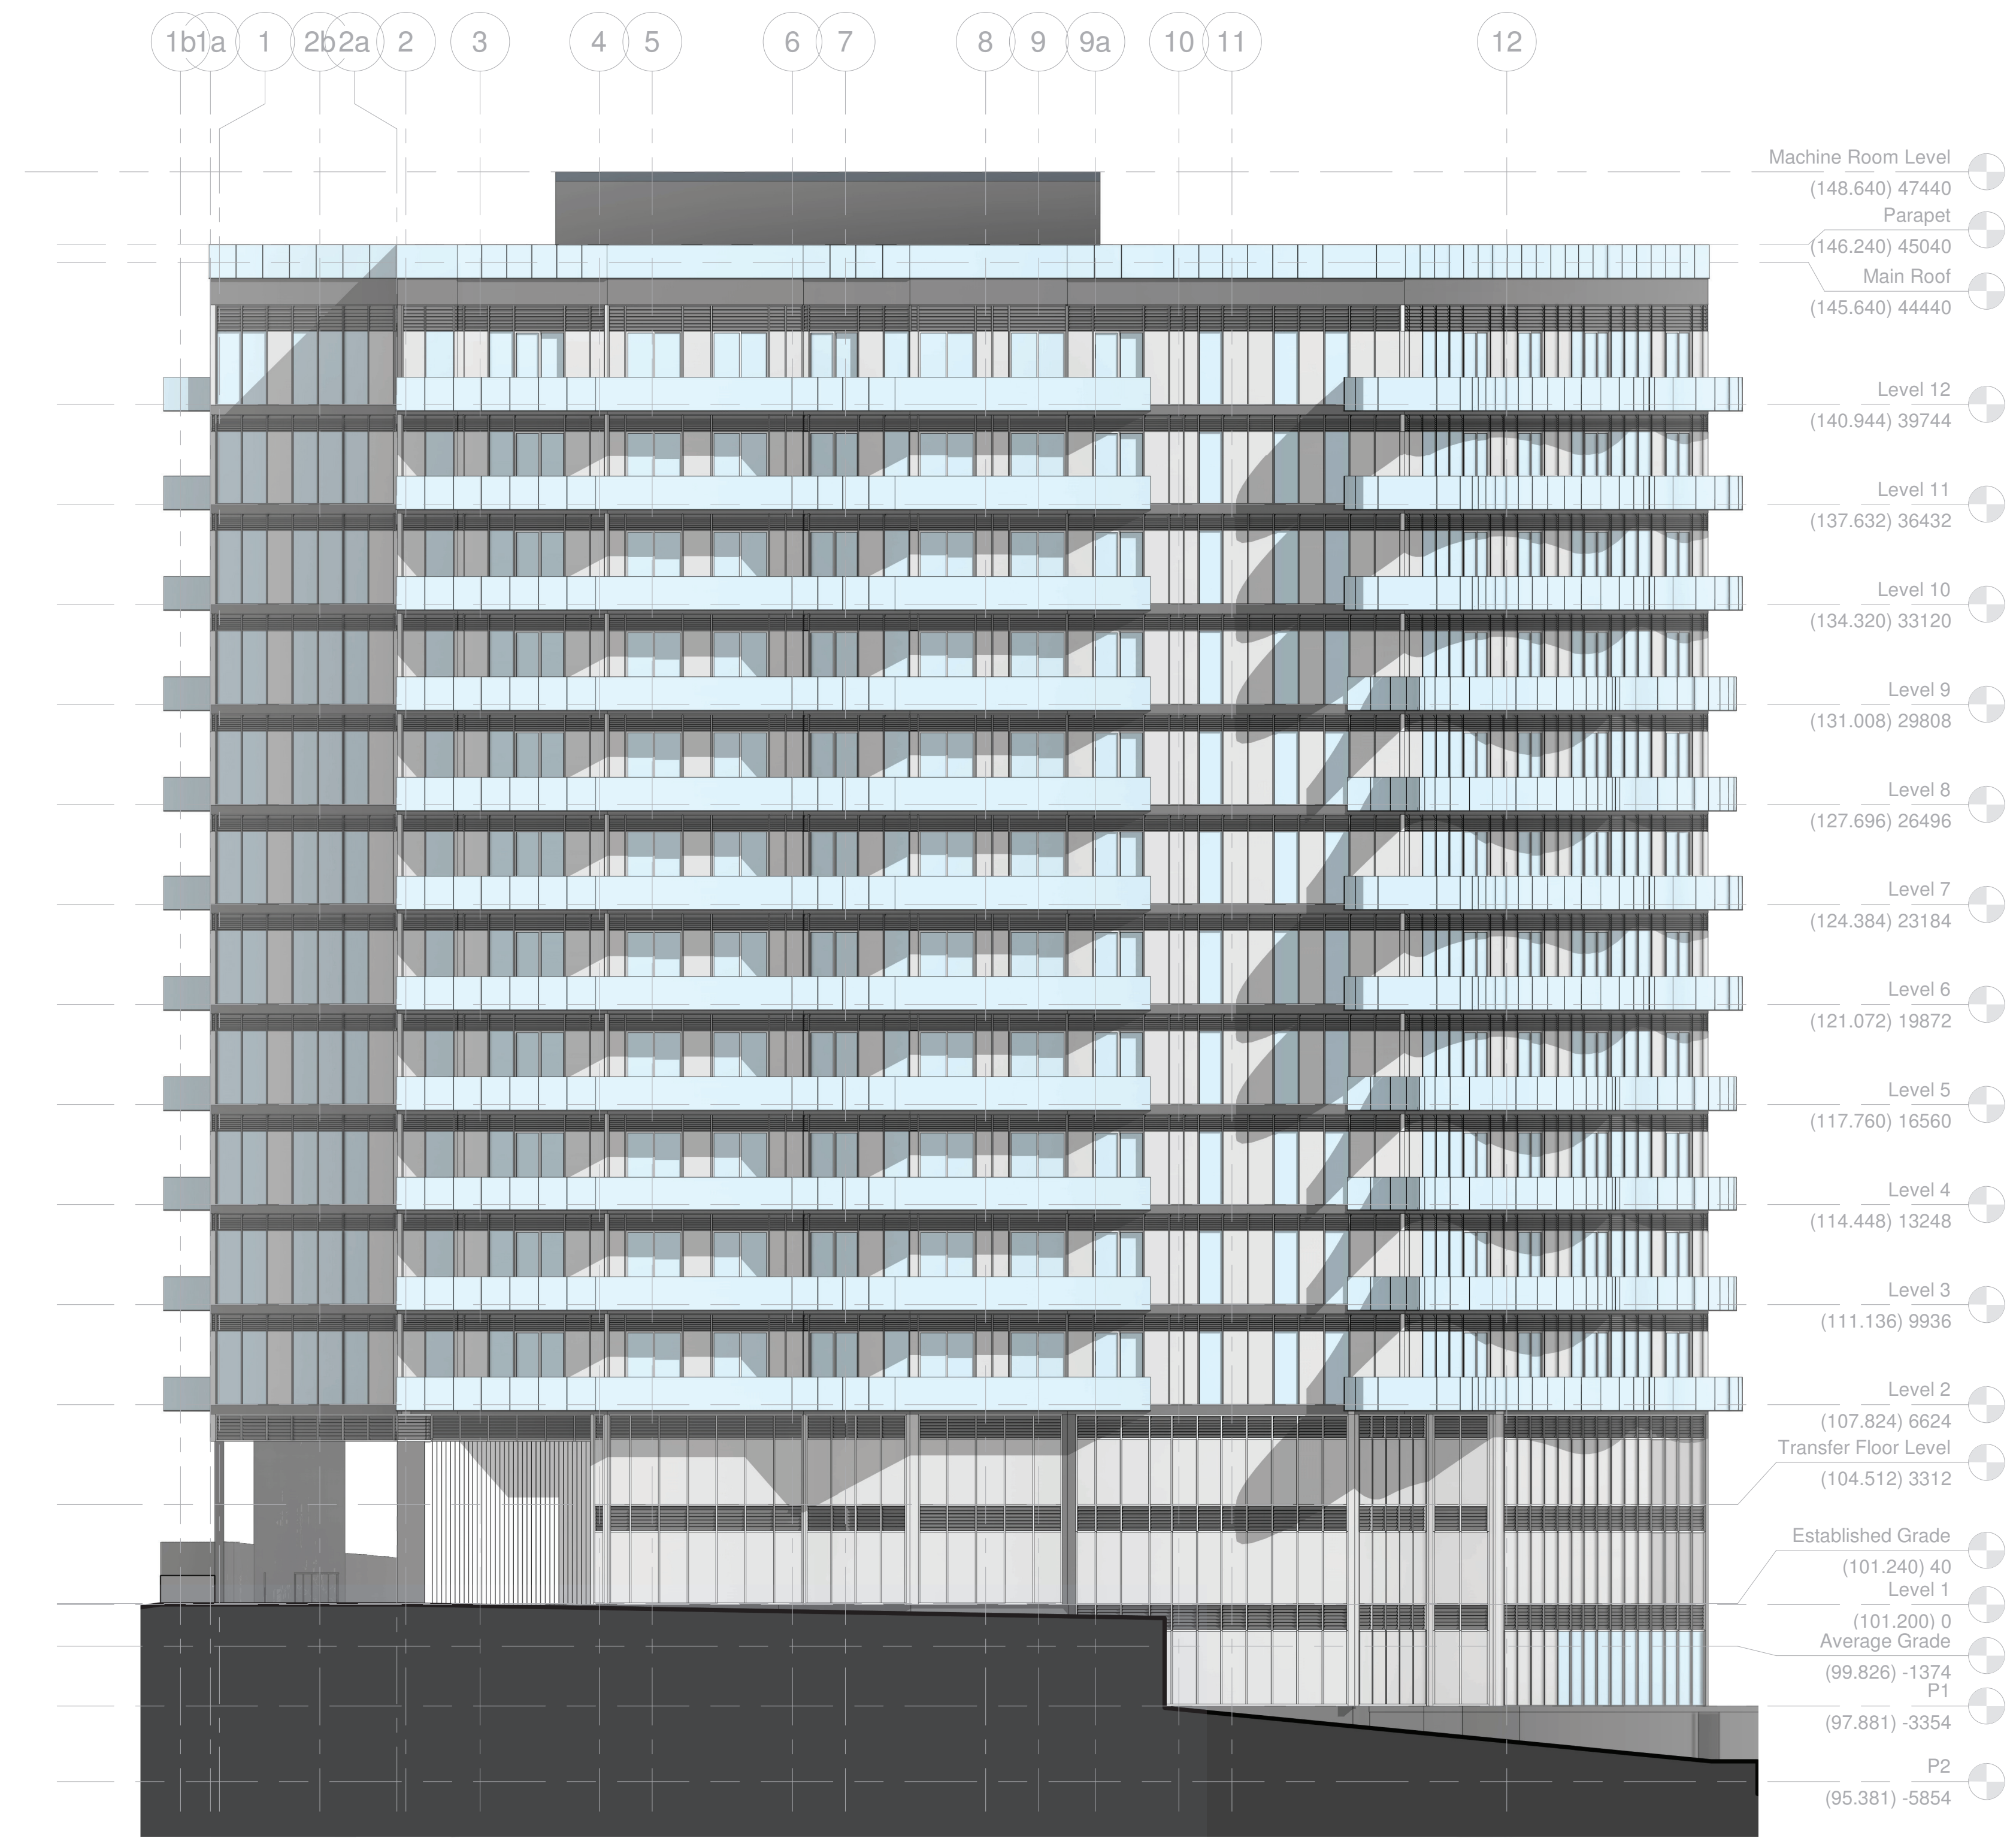 1b 1a 1 2b 2a 2 3 4 5 6 7 8 9 9a 10 11 12
Machine Room Level
(148.640) 47440
Parapet
(146.240) 45040
Main Roof
(145.640) 44440
Level 12
(140.944) 39744
Level 11
(137.632) 36432
Level 10
(134.320) 33120
Level 9
(131.008) 29808
Level 8
(127.696) 26496
Level 7
(124.384) 23184
Level 6
(121.072) 19872
Level 5
(117.760) 16560
Level 4
(114.448) 13248
Level 3
(111.136) 9936
Level 2
(107.824) 6624
Transfer Floor Level
(104.512) 3312
Established Grade
(101.240) 40
Level 1
(101.200) 0
Average Grade
(99.826) -1374
P1
(97.881) -3354
P2
(95.381) -5854